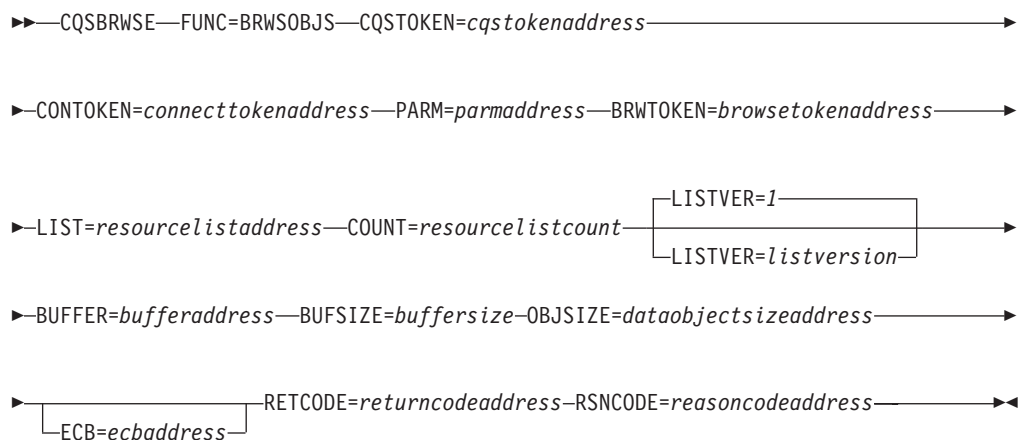 CQSBRWSE FUNC=BRWSOBJS CQSTOKEN=cqstokenaddress
CONTOKEN=connecttokenaddress PARM=parmaddress BRWTOKEN=browsetokenaddress
LISTVER=1
LIST=resourcelistaddress COUNT=resourcelistcount
LISTVER=listversion
BUFFER=bufferaddress BUFSIZE=buffersize OBJSIZE=dataobjectsizeaddress
RETCODE=returncodeaddress RSNCODE=reasoncodeaddress
ECB=ecbaddress